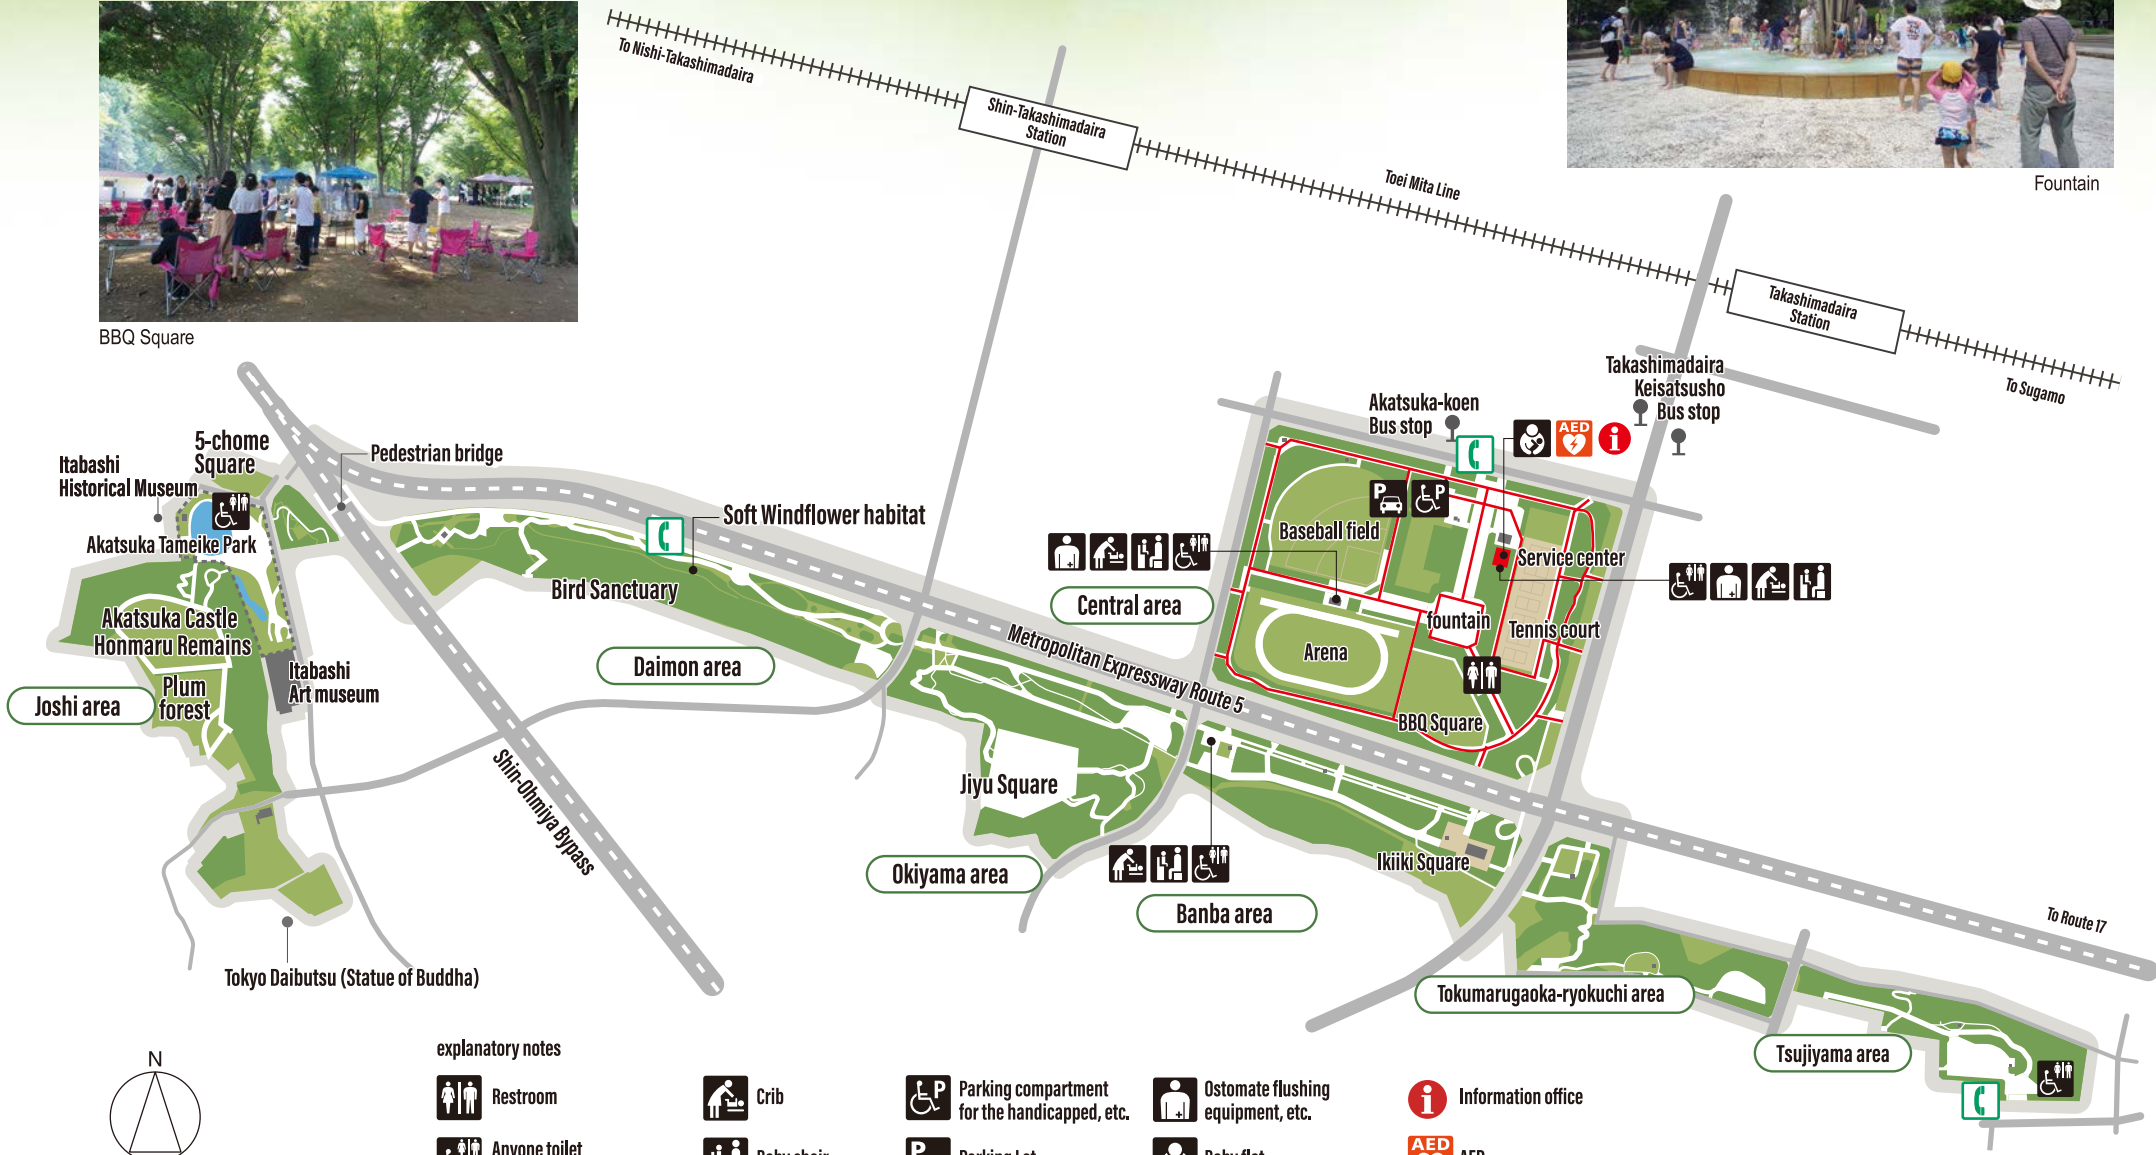 To Nishi-Takashimadaira
Shin-Takashimadaira
Station
Toei Mita Line
Fountain
Takashimadaira
Station
To Sugamo
BBQ Square
Takashimadaira
Keisatsusho
Bus stop
Akatsuka-koen
Bus stop
AED
i
5-chome
Square
Pedestrian bridge
Itabashi
Historical Museum
Akatsuka Tameike Park
Soft Windflower habitat
Bird Sanctuary
P
P
Baseball field
Service center
Central area
fountain
Tennis court
Arena
BBQ Square
Akatsuka Castle
Honmaru Remains
Itabashi
Art museum
Plum
forest
Joshi area
Daimon area
Metropolitan Expressway Route 5
Shin-Ohmiya Bypass
Jiyu Square
Okiyama area
Ikiiki Square
Banba area
To Route 17
Tokyo Daibutsu (Statue of Buddha)
Tokumarugaoka-ryokuchi area
Tsujiyama area
N
explanatory notes
Restroom
Crib
P
Parking compartment
for the handicapped, etc.
Ostomate flushing
equipment, etc.
i
Information office
Anyone toilet
P
AED